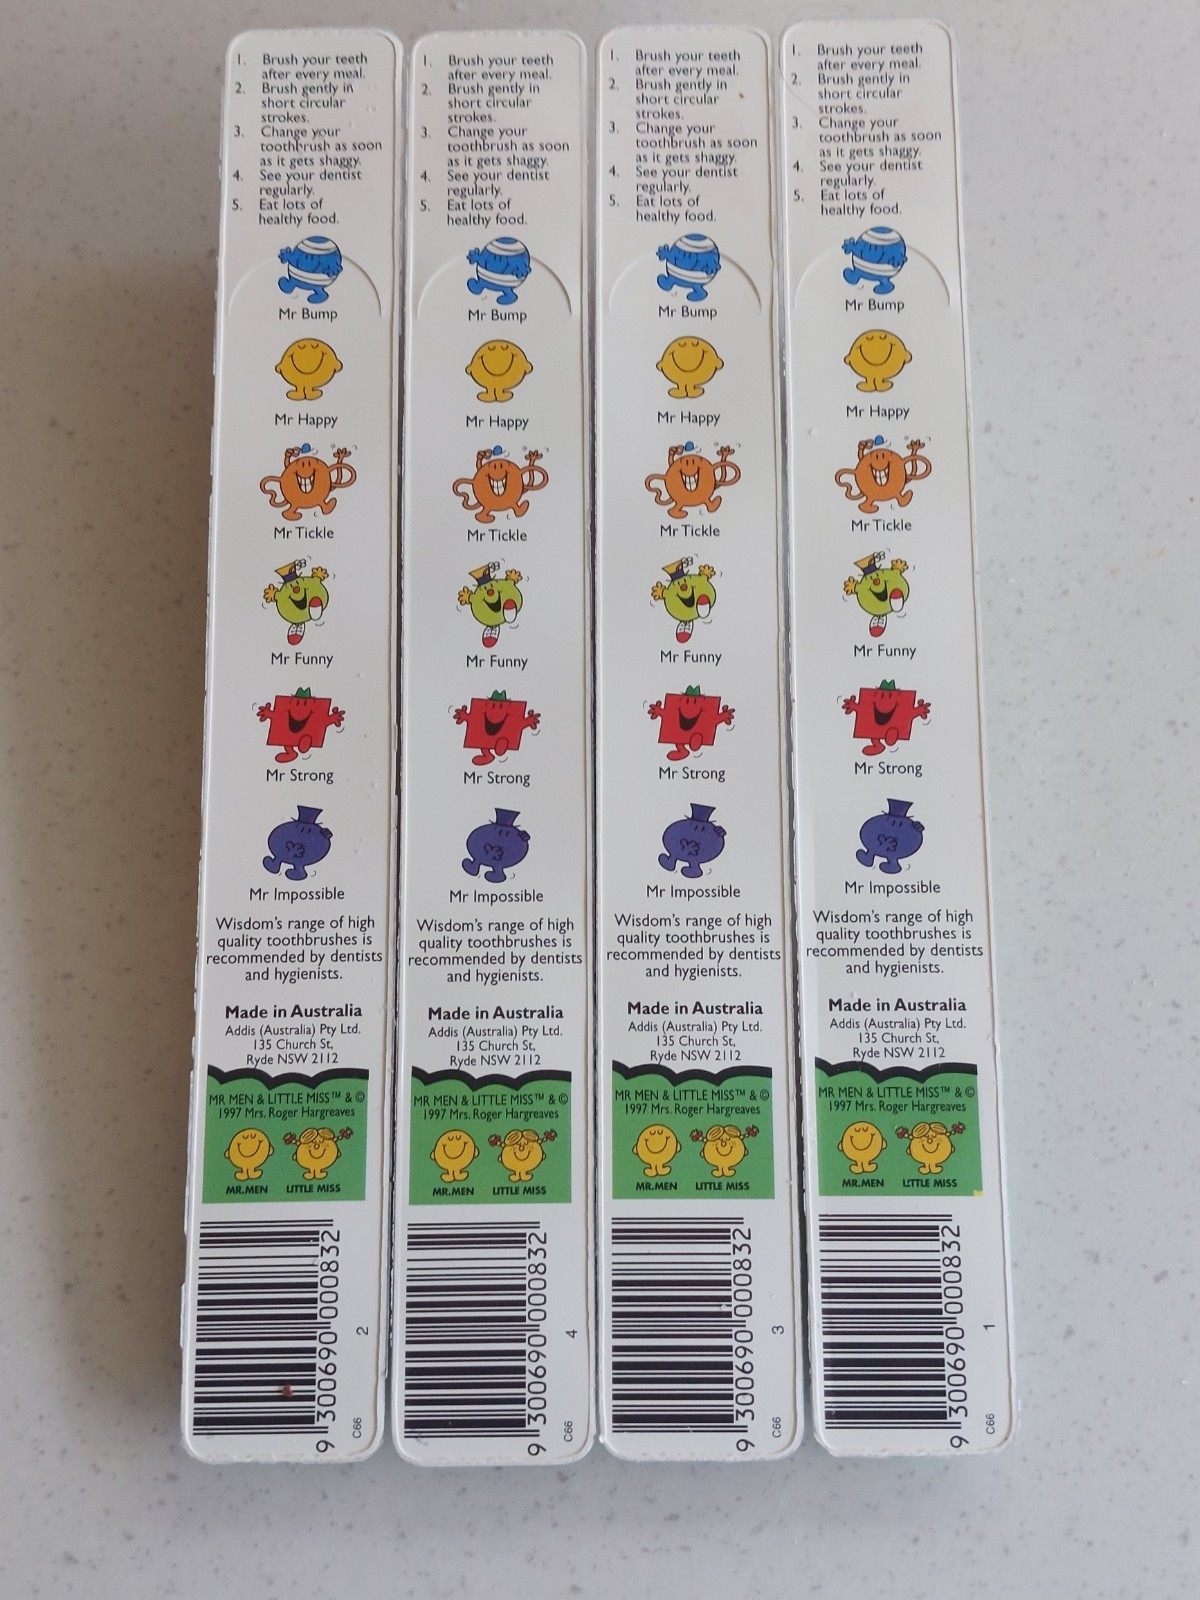 1. Brush your teeth
after every meal.
2. Brush gently in
short circular
strokes.
3. Change your
toothbrush as soon
as it gets shaggy.
4. See your dentist
regularly.
5. Eat lots of
healthy food.
Mr Bump
Mr Happy
Mr Tickle
Mr Funny
Mr Strong
Mr Impossible
Wisdom's range of high
quality toothbrushes is
recommended by dentists
and hygienists.
Made in Australia
Addis (Australia) Pty Ltd.
135 Church St,
Ryde NSW 2112
MR MEN & LITTLE MISS™ & ©
1997 Mrs. Roger Hargreaves
MR.MEN LITTLE MISS
9 300690 000832
2
C66
1. Brush your teeth
after every meal.
2. Brush gently in
short circular
strokes.
3. Change your
toothbrush as soon
as it gets shaggy.
4. See your dentist
regularly.
5. Eat lots of
healthy food.
Mr Bump
Mr Happy
Mr Tickle
Mr Funny
Mr Strong
Mr Impossible
Wisdom's range of high
quality toothbrushes is
recommended by dentists
and hygienists.
Made in Australia
Addis (Australia) Pty Ltd.
135 Church St,
Ryde NSW 2112
MR MEN & LITTLE MISS™ & ©
1997 Mrs. Roger Hargreaves
MR.MEN LITTLE MISS
9 300690 000832
4
C66
1. Brush your teeth
after every meal.
2. Brush gently in
short circular
strokes.
3. Change your
toothbrush as soon
as it gets shaggy.
4. See your dentist
regularly.
5. Eat lots of
healthy food.
Mr Bump
Mr Happy
Mr Tickle
Mr Funny
Mr Strong
Mr Impossible
Wisdom's range of high
quality toothbrushes is
recommended by dentists
and hygienists.
Made in Australia
Addis (Australia) Pty Ltd.
135 Church St,
Ryde NSW 2112
MR MEN & LITTLE MISS™ & ©
1997 Mrs. Roger Hargreaves
MR.MEN LITTLE MISS
9 300690 000832
3
C66
1. Brush your teeth
after every meal.
2. Brush gently in
short circular
strokes.
3. Change your
toothbrush as soon
as it gets shaggy.
4. See your dentist
regularly.
5. Eat lots of
healthy food.
Mr Bump
Mr Happy
Mr Tickle
Mr Funny
Mr Strong
Mr Impossible
Wisdom's range of high
quality toothbrushes is
recommended by dentists
and hygienists.
Made in Australia
Addis (Australia) Pty Ltd.
135 Church St,
Ryde NSW 2112
MR MEN & LITTLE MISS™ & ©
1997 Mrs. Roger Hargreaves
MR.MEN LITTLE MISS
9 300690 000832
1
C66